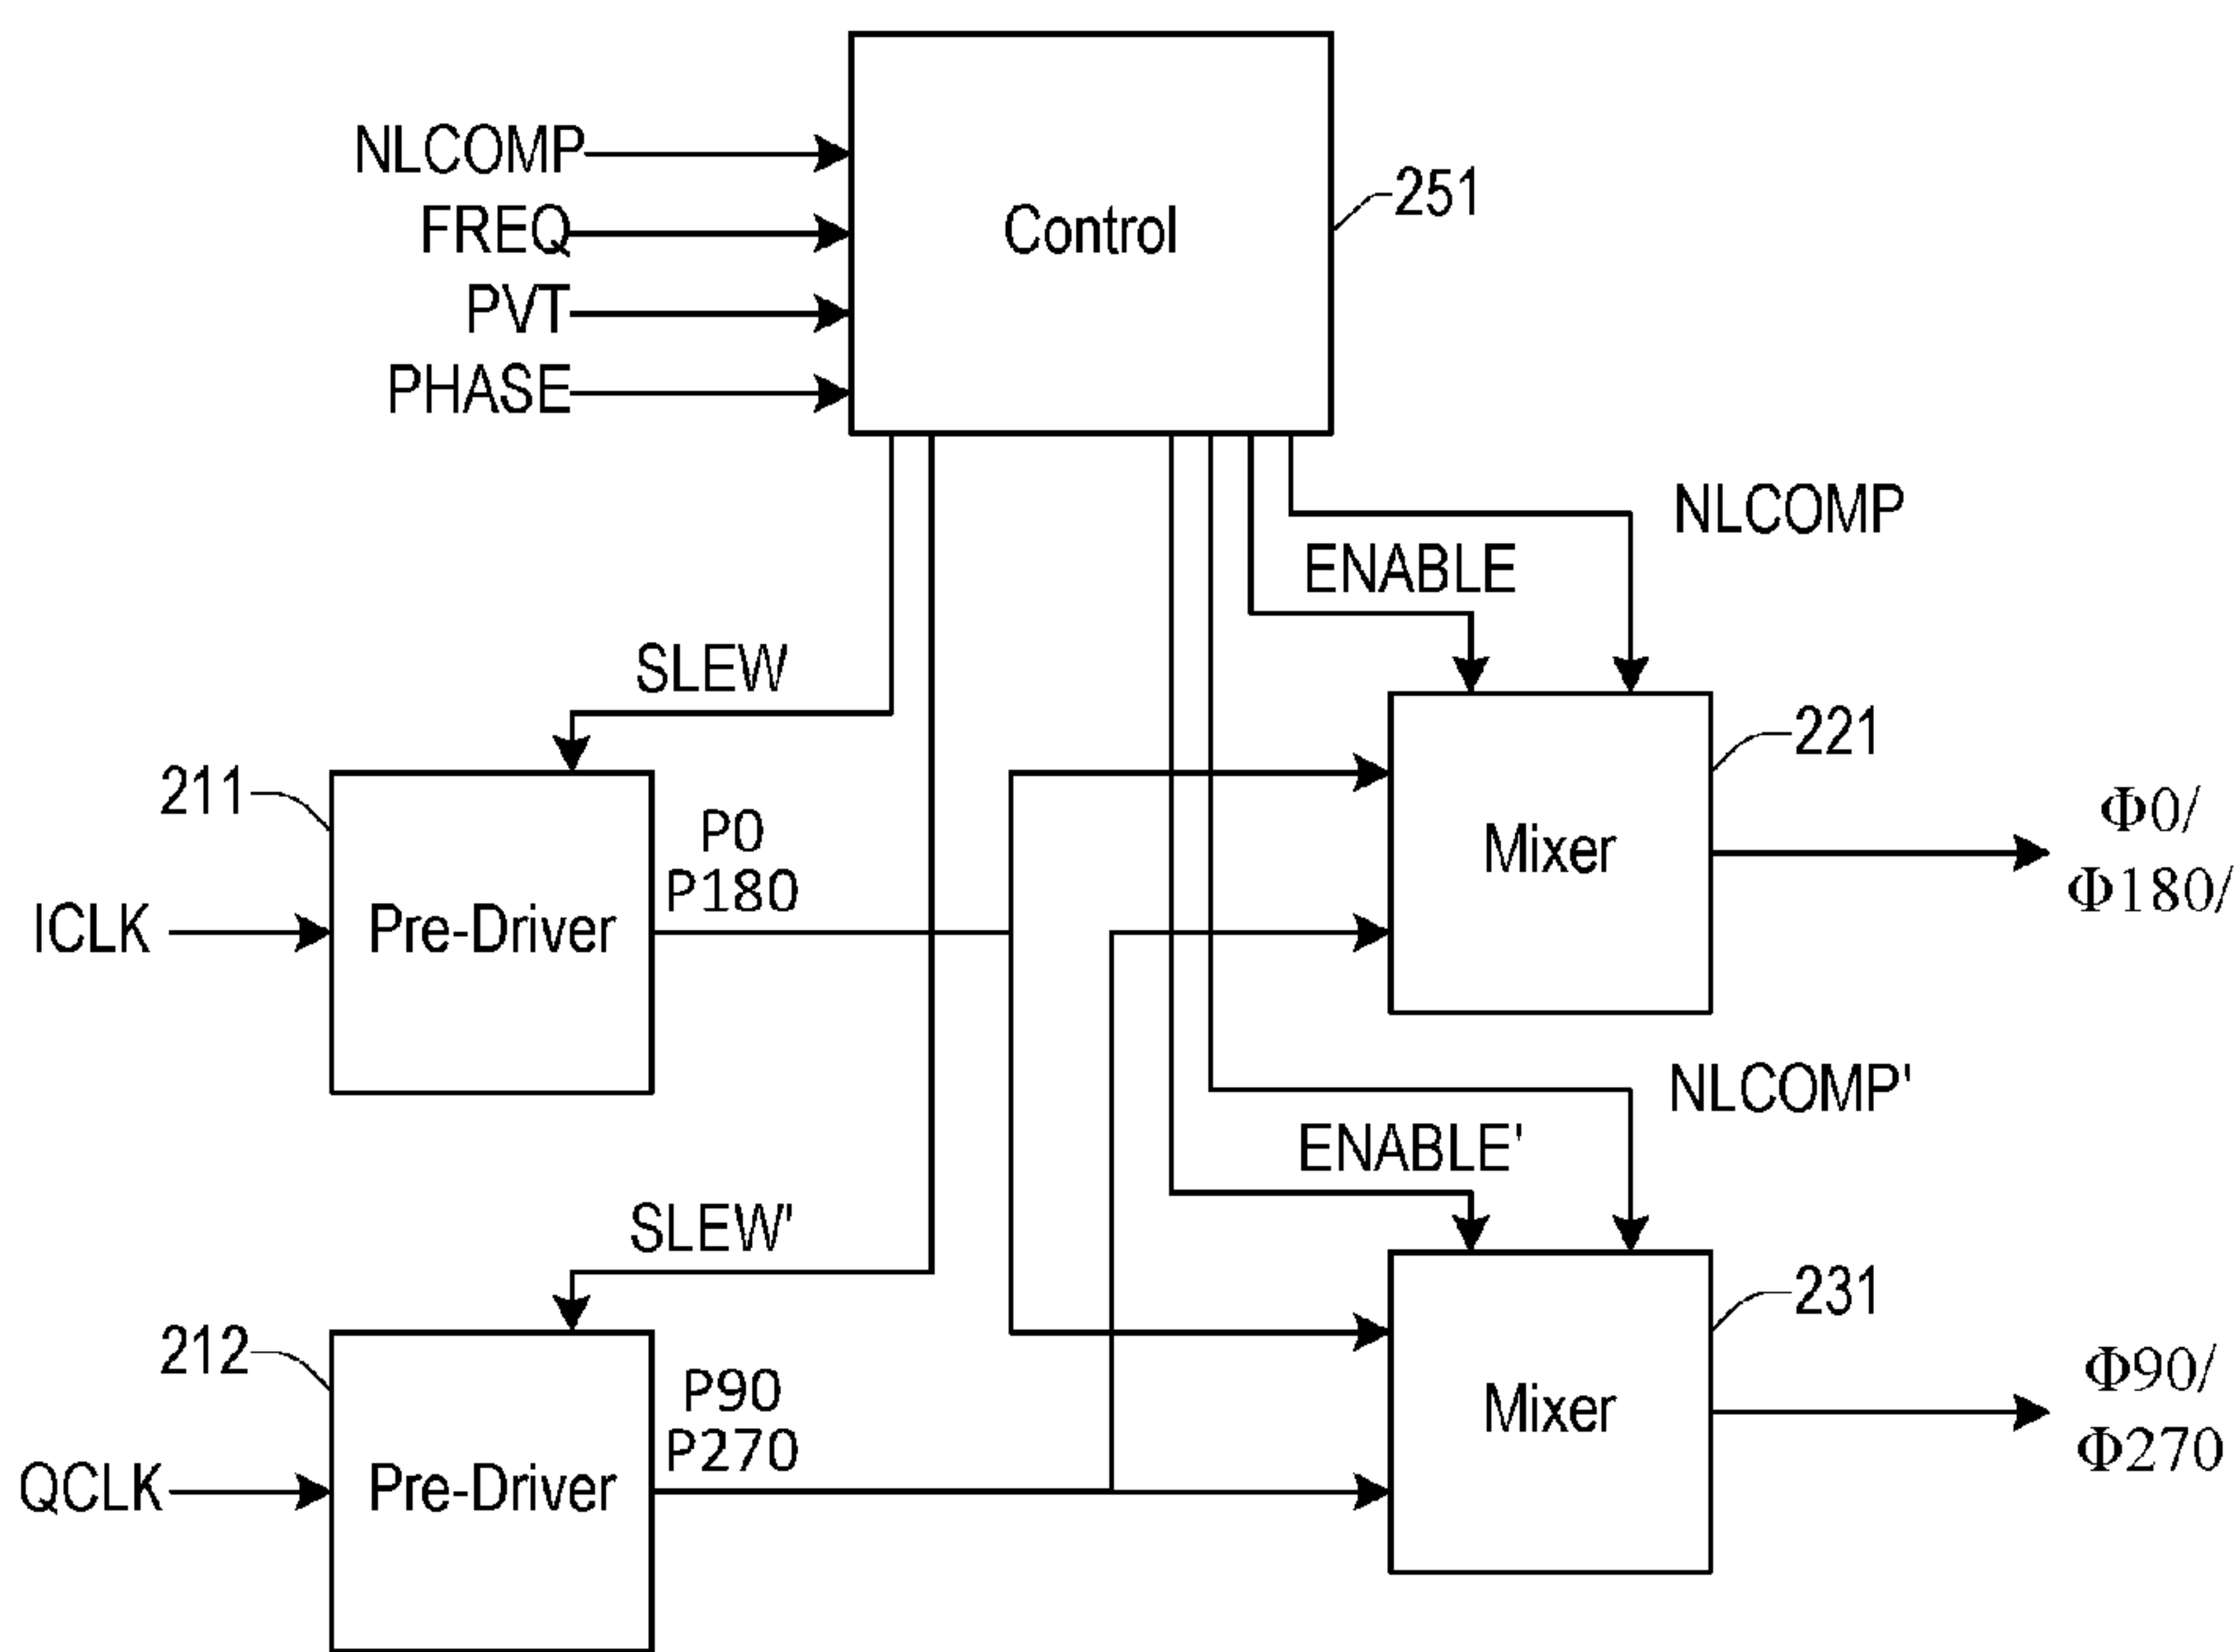 NLCOMP
FREQ
PVT
PHASE
Control
251
NLCOMP
ENABLE
SLEW
211
ICLK
Pre-Driver
P0
P180
Mixer
221
Φ0/
Φ180/
NLCOMP'
ENABLE'
SLEW'
212
QCLK
Pre-Driver
P90
P270
Mixer
231
Φ90/
Φ270